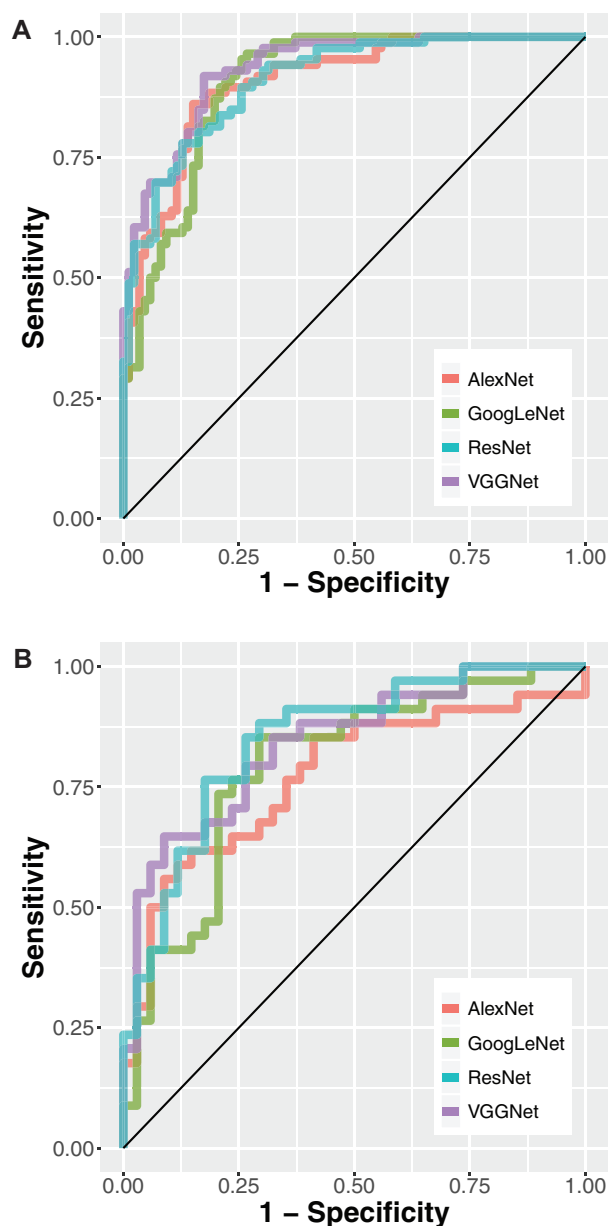 A
1.00
0.75
0.50
0.25
0.00
Sensitivity
AlexNet
GoogLeNet
ResNet
VGGNet
0.00 0.25 0.50 0.75 1.00
1 − Specificity
B
1.00
0.75
0.50
0.25
0.00
Sensitivity
AlexNet
GoogLeNet
ResNet
VGGNet
0.00 0.25 0.50 0.75 1.00
1 − Specificity